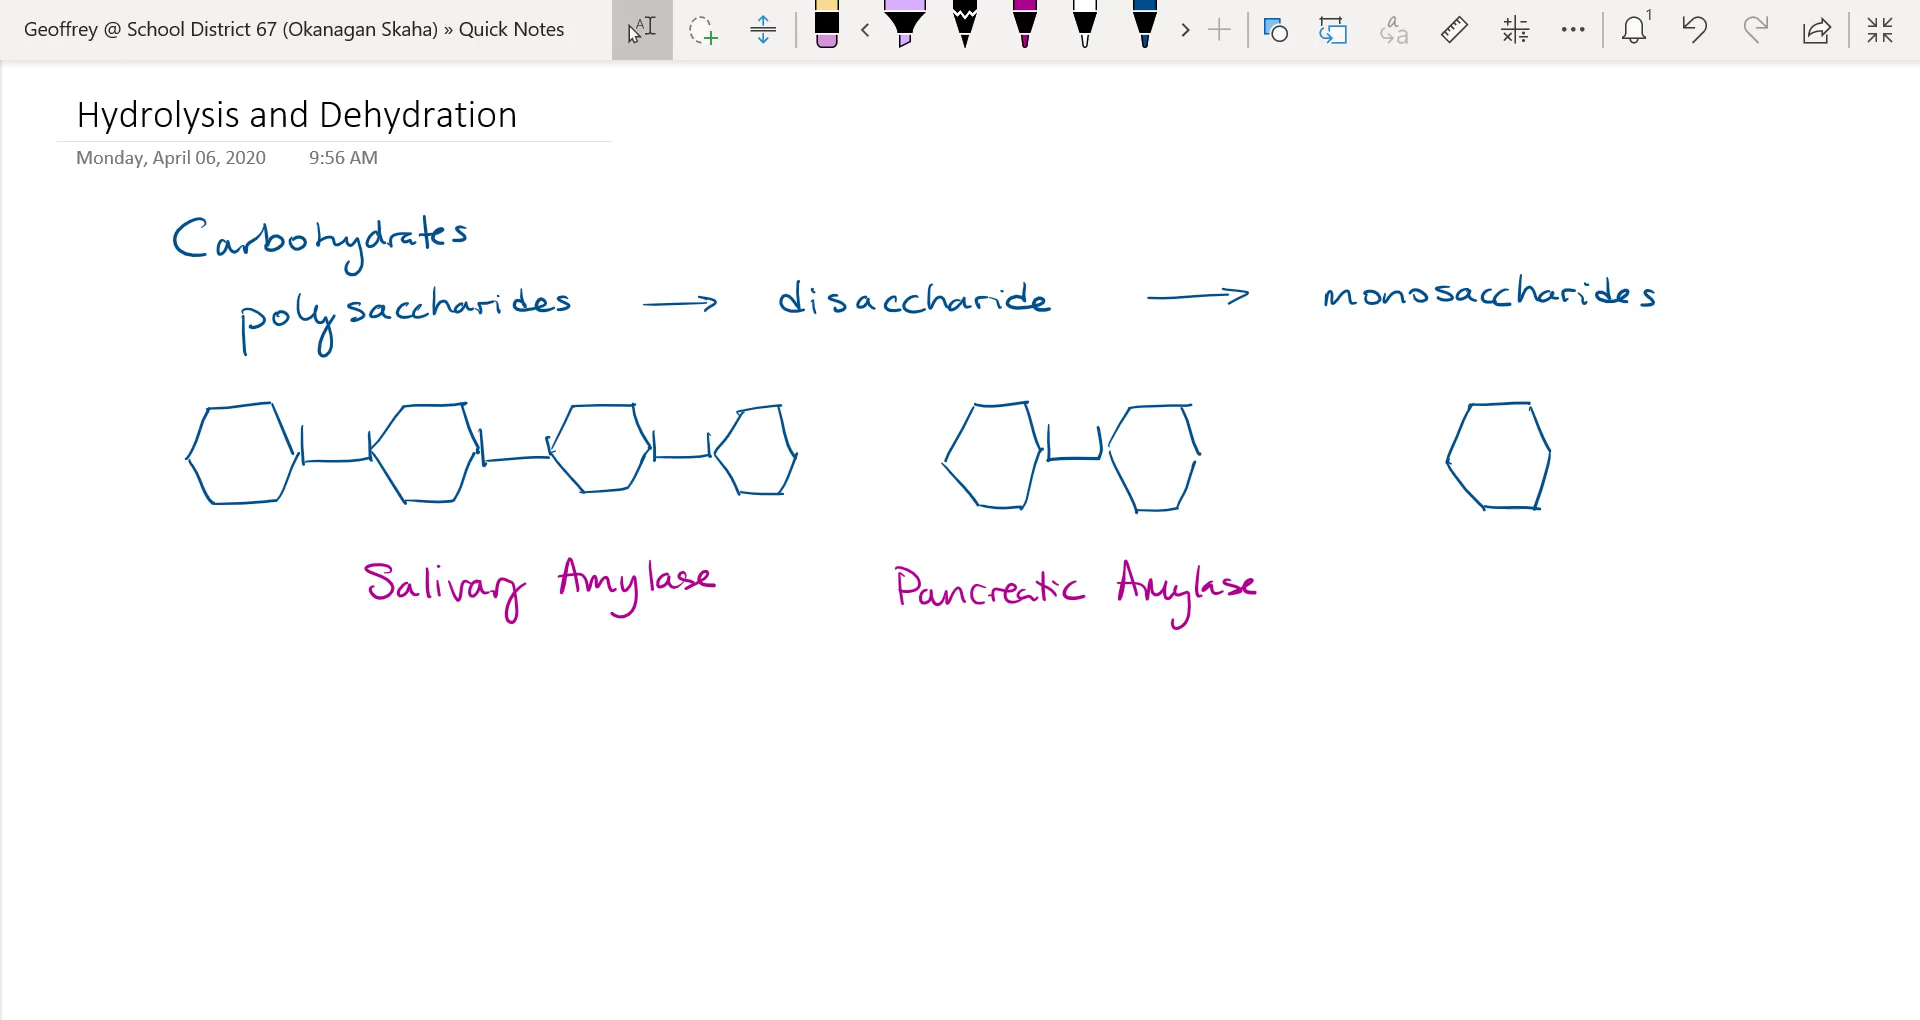 Geoffrey @ School District 67 (Okanagan Skaha) » Quick Notes
1
Hydrolysis and Dehydration
Monday, April 06, 2020 9:56 AM
Carbohydrates
polysaccharides → disaccharide → monosaccharides
Salivary Amylase Pancreatic Amylase